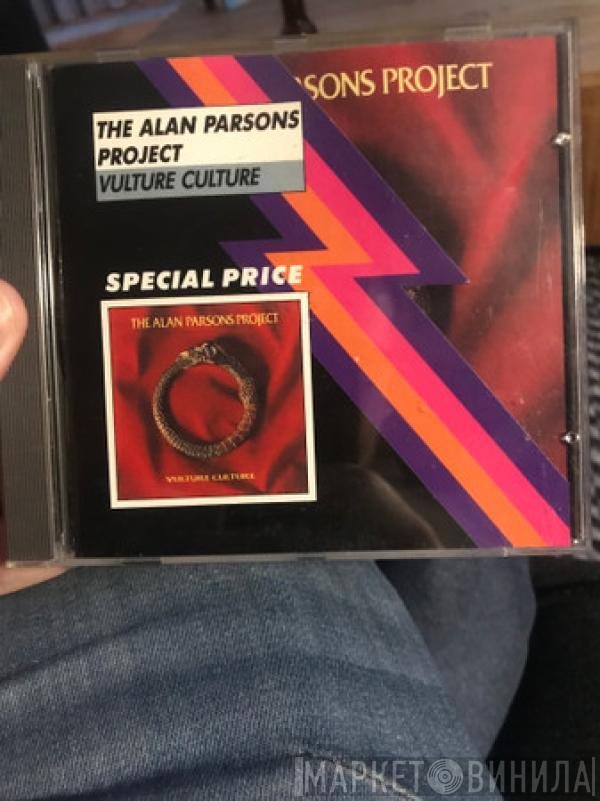 SONS PROJECT
THE ALAN PARSONS
PROJECT
VULTURE CULTURE
SPECIAL PRICE
THE ALAN PARSONS PROJECT
VULTURE CULTURE
МАРКЕТ ВИНИЛА